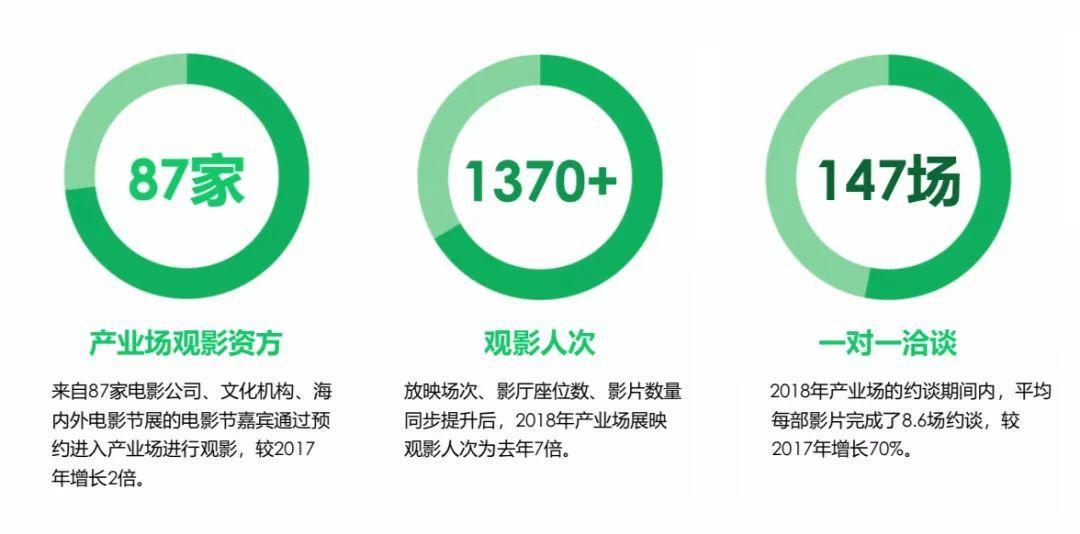 87家
产业场观影资方
来自87家电影公司、文化机构、海
内外电影节展的电影节嘉宾通过预
约进入产业场进行观影，较2017
年增长2倍。
1370+
观影人次
放映场次、影厅座位数、影片数量
同步提升后，2018年产业场展映
观影人次为去年7倍。
147场
一对一洽谈
2018年产业场的约谈期间内，平均
每部影片完成了8.6场约谈，较
2017年增长70%。